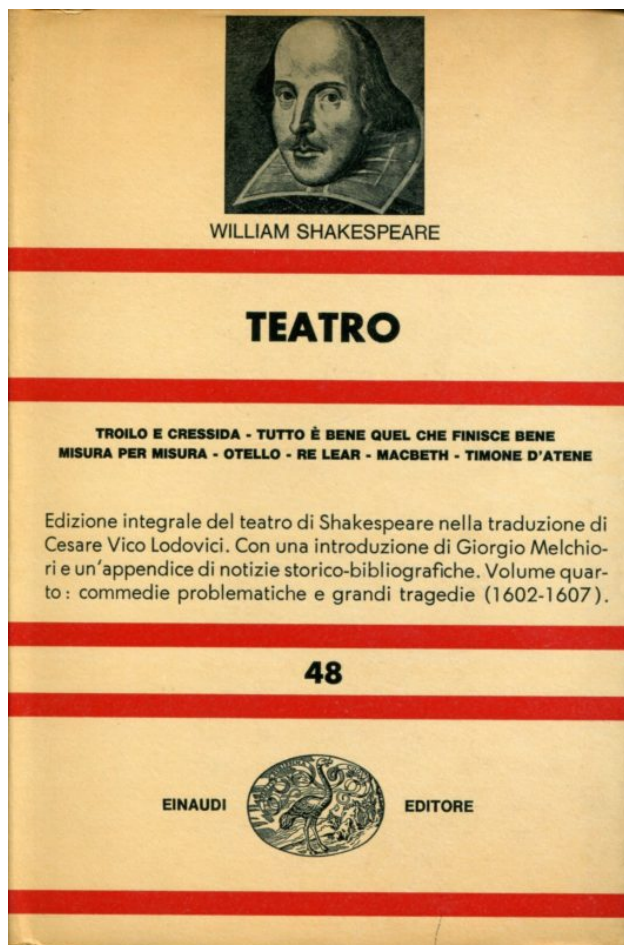 WILLIAM SHAKESPEARE
TEATRO
TROILO E CRESSIDA - TUTTO È BENE QUEL CHE FINISCE BENE
MISURA PER MISURA - OTELLO - RE LEAR - MACBETH - TIMONE D'ATENE
Edizione integrale del teatro di Shakespeare nella traduzione di
Cesare Vico Lodovici. Con una introduzione di Giorgio Melchio-
ri e un'appendice di notizie storico-bibliografiche. Volume quar-
to: commedie problematiche e grandi tragedie (1602-1607).
48
EINAUDI EDITORE